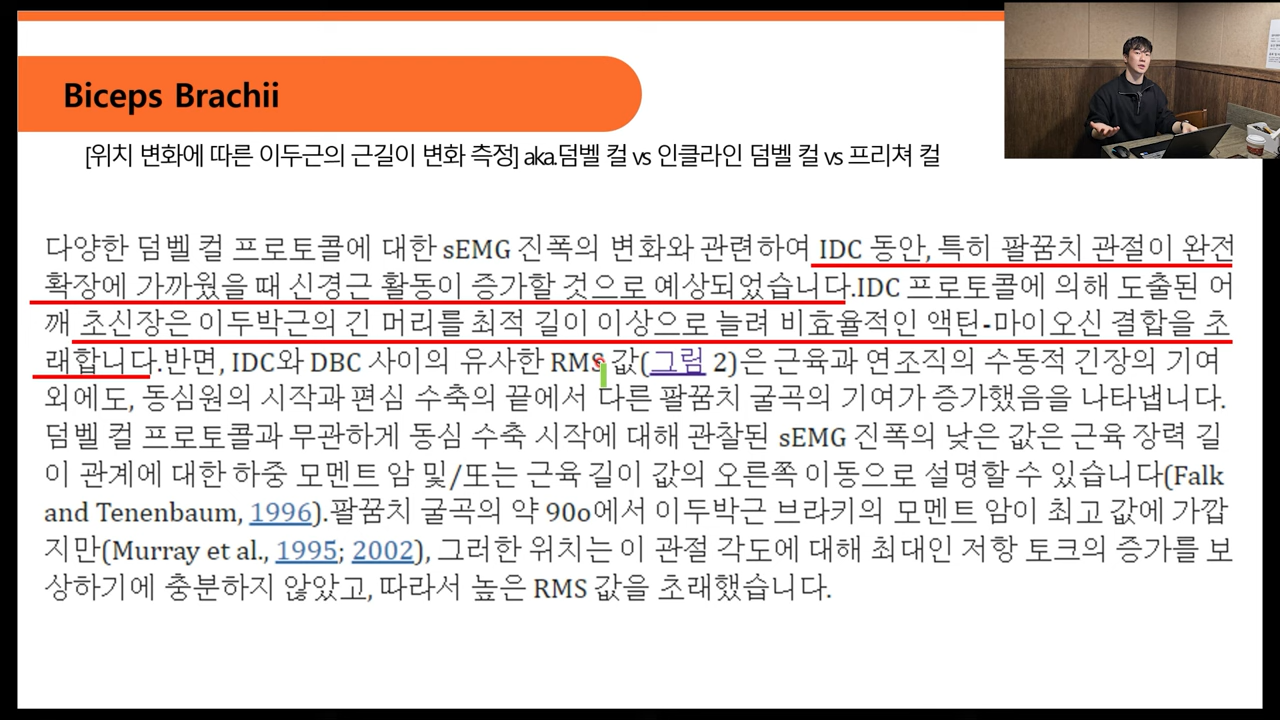 Biceps Brachii
[위치 변화에 따른 이두근의 근길이 변화 측정] aka.덤벨 컬 vs 인클라인 덤벨 컬 vs 프리쳐 컬
다양한 덤벨 컬 프로토콜에 대한 sEMG 진폭의 변화와 관련하여 IDC 동안, 특히 팔꿈치 관절이 완전
확장에 가까웠을 때 신경근 활동이 증가할 것으로 예상되었습니다.IDC 프로토콜에 의해 도출된 어
깨 초신장은 이두박근의 긴 머리를 최적 길이 이상으로 늘려 비효율적인 액틴-마이오신 결합을 초
래합니다.반면, IDC와 DBC 사이의 유사한 RMS 값(그림 2)은 근육과 연조직의 수동적 긴장의 기여
외에도, 동심원의 시작과 편심 수축의 끝에서 다른 팔꿈치 굴곡의 기여가 증가했음을 나타냅니다.
덤벨 컬 프로토콜과 무관하게 동심 수축 시작에 대해 관찰된 sEMG 진폭의 낮은 값은 근육 장력 길
이 관계에 대한 하중 모멘트 암 및/또는 근육 길이 값의 오른쪽 이동으로 설명할 수 있습니다(Falk
and Tenenbaum, 1996).팔꿈치 굴곡의 약 90o에서 이두박근 브라키의 모멘트 암이 최고 값에 가깝
지만(Murray et al., 1995; 2002), 그러한 위치는 이 관절 각도에 대해 최대인 저항 토크의 증가를 보
상하기에 충분하지 않았고, 따라서 높은 RMS 값을 초래했습니다.